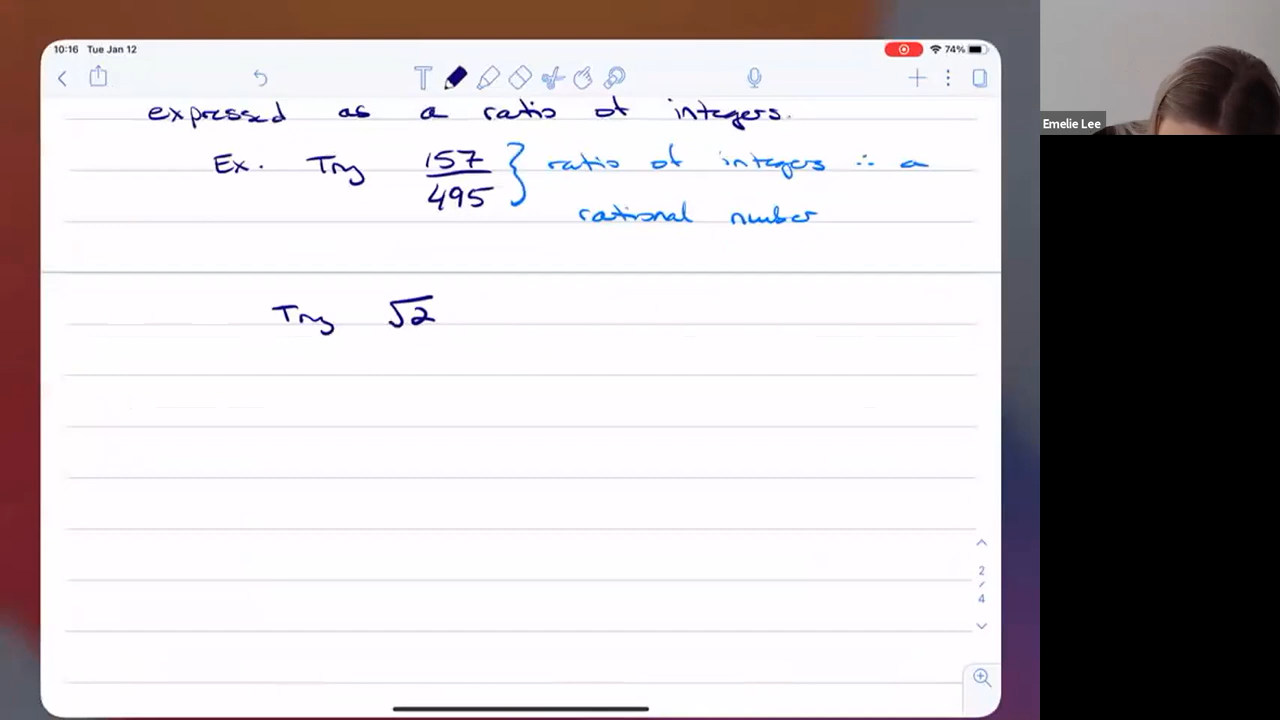 10:16 Tue Jan 12
74%
T
expressed as a ratio of integers.
Ex. Try 157/495 } ratio of integers ∴ a
rational number
Try √2
2
/
4
Emelie Lee